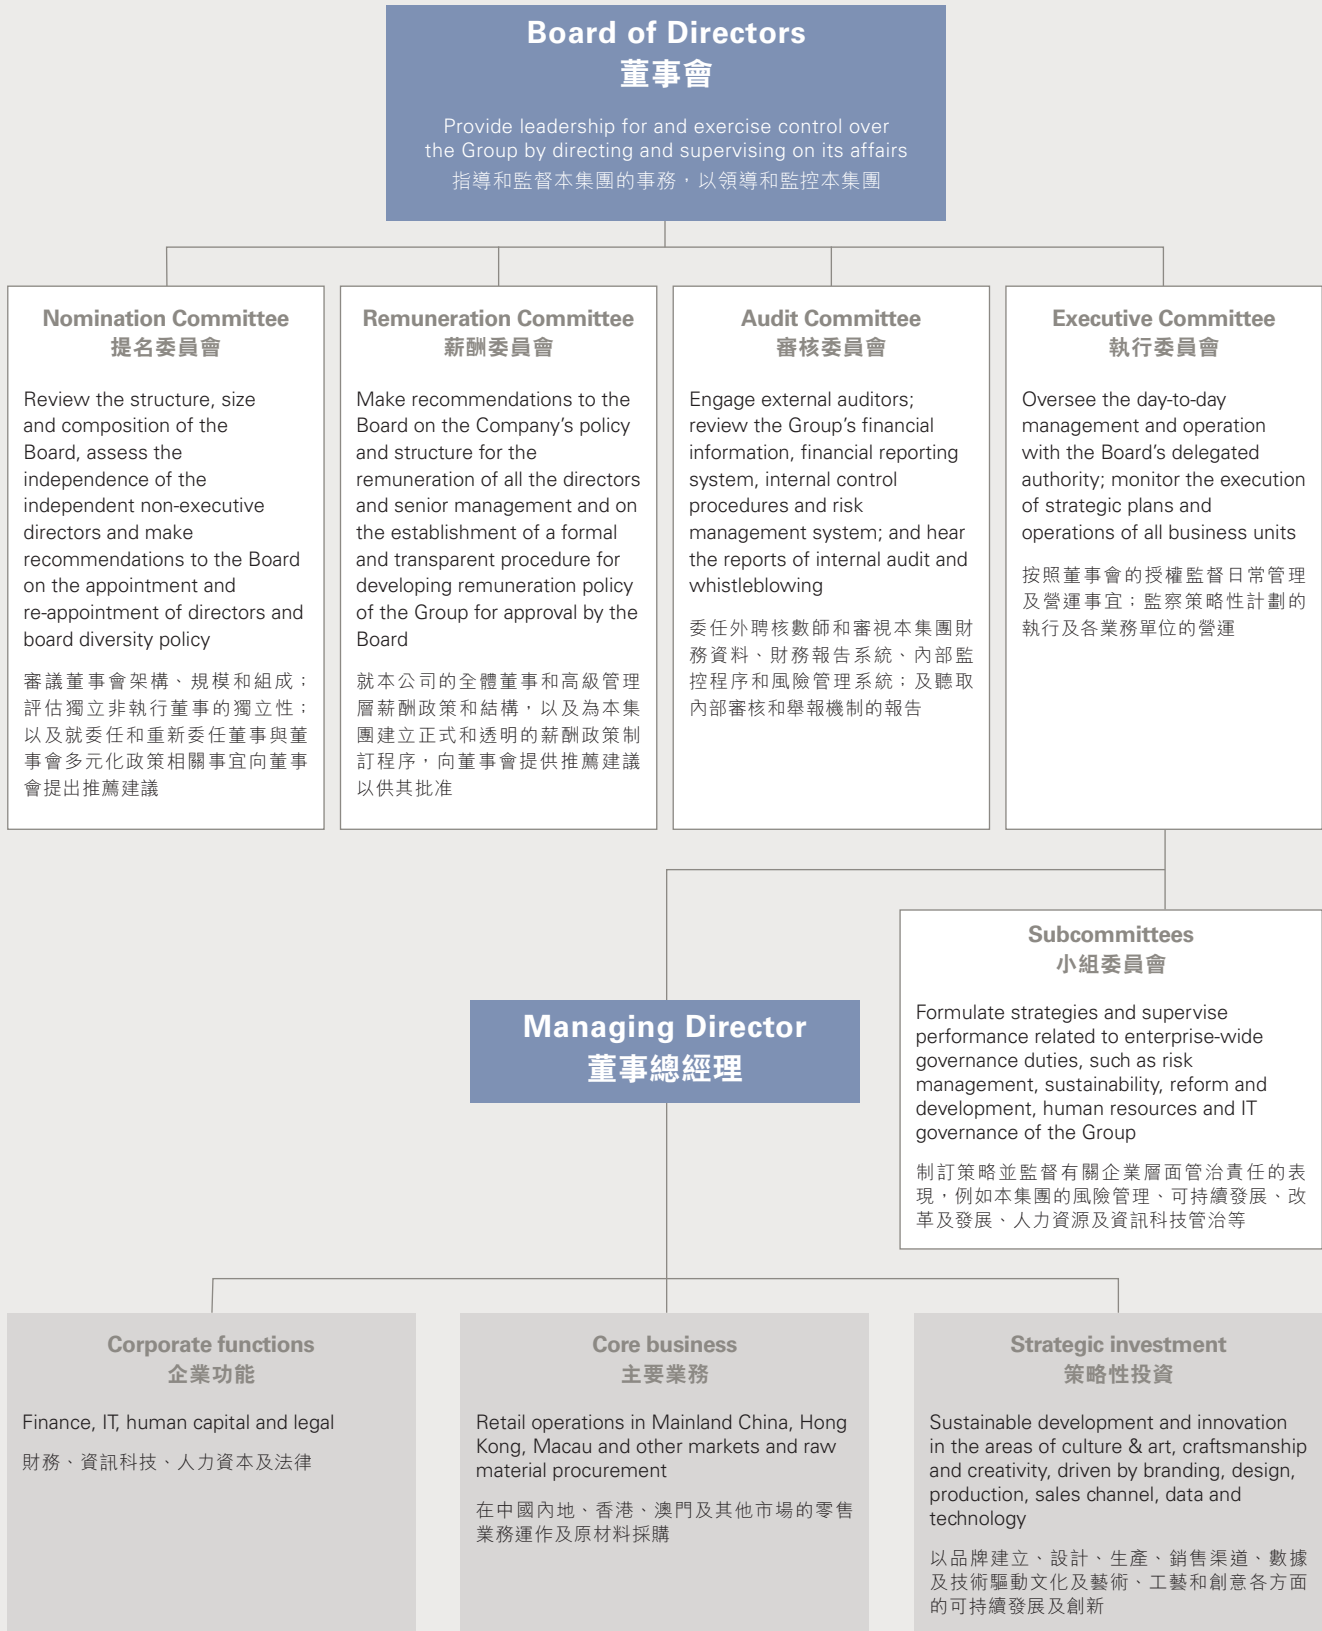 Board of Directors
董事會
Provide leadership for and exercise control over
the Group by directing and supervising on its affairs
指導和監督本集團的事務，以領導和監控本集團
Nomination Committee
提名委員會
Review the structure, size
and composition of the
Board, assess the
independence of the
independent non-executive
directors and make
recommendations to the Board
on the appointment and
re-appointment of directors and
board diversity policy
審議董事會架構、規模和組成；
評估獨立非執行董事的獨立性；
以及就委任和重新委任董事與董
事會多元化政策相關事宜向董事
會提出推薦建議
Remuneration Committee
薪酬委員會
Make recommendations to the
Board on the Company’s policy
and structure for the
remuneration of all the directors
and senior management and on
the establishment of a formal
and transparent procedure for
developing remuneration policy
of the Group for approval by the
Board
就本公司的全體董事和高級管理
層薪酬政策和結構，以及為本集
團建立正式和透明的薪酬政策制
訂程序，向董事會提供推薦建議
以供其批准
Audit Committee
審核委員會
Engage external auditors;
review the Group’s financial
information, financial reporting
system, internal control
procedures and risk
management system; and hear
the reports of internal audit and
whistleblowing
委任外聘核數師和審視本集團財
務資料、財務報告系統、內部監
控程序和風險管理系統；及聽取
內部審核和舉報機制的報告
Executive Committee
執行委員會
Oversee the day-to-day
management and operation
with the Board’s delegated
authority; monitor the execution
of strategic plans and
operations of all business units
按照董事會的授權監督日常管理
及營運事宜；監察策略性計劃的
執行及各業務單位的營運
Subcommittees
小組委員會
Formulate strategies and supervise
performance related to enterprise-wide
governance duties, such as risk
management, sustainability, reform and
development, human resources and IT
governance of the Group
制訂策略並監督有關企業層面管治責任的表
現，例如本集團的風險管理、可持續發展、改
革及發展、人力資源及資訊科技管治等
Managing Director
董事總經理
Corporate functions
企業功能
Finance, IT, human capital and legal
財務、資訊科技、人力資本及法律
Core business
主要業務
Retail operations in Mainland China, Hong
Kong, Macau and other markets and raw
material procurement
在中國內地、香港、澳門及其他市場的零售
業務運作及原材料採購
Strategic investment
策略性投資
Sustainable development and innovation
in the areas of culture & art, craftsmanship
and creativity, driven by branding, design,
production, sales channel, data and
technology
以品牌建立、設計、生產、銷售渠道、數據
及技術驅動文化及藝術、工藝和創意各方面
的可持續發展及創新